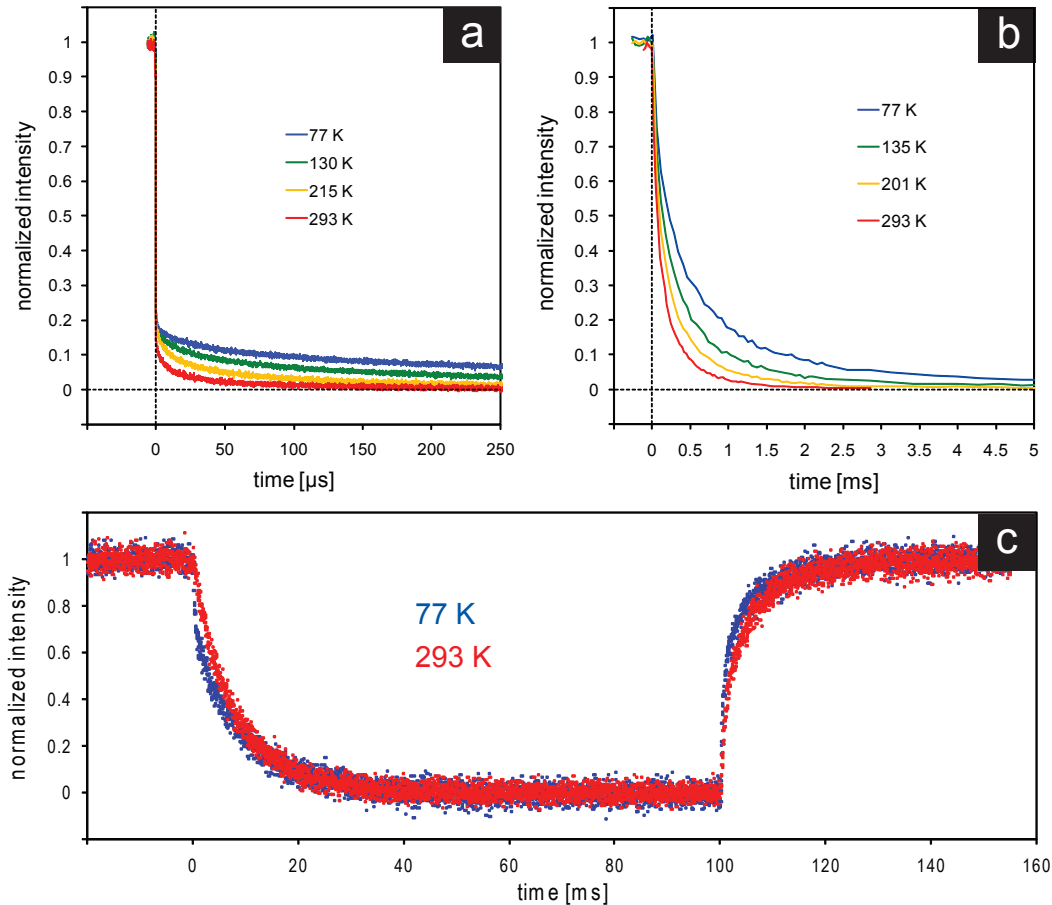 a
normalized intensity
1
0.9
0.8
0.7
0.6
0.5
0.4
0.3
0.2
0.1
0
77 K
130 K
215 K
293 K
0 50 100 150 200 250
time [µs]
b
normalized intensity
1
0.9
0.8
0.7
0.6
0.5
0.4
0.3
0.2
0.1
0
77 K
135 K
201 K
293 K
0 0.5 1 1.5 2 2.5 3 3.5 4 4.5 5
time [ms]
c
normalized intensity
1
0.8
0.6
0.4
0.2
0
77 K
293 K
0 20 40 60 80 100 120 140 160
time [ms]